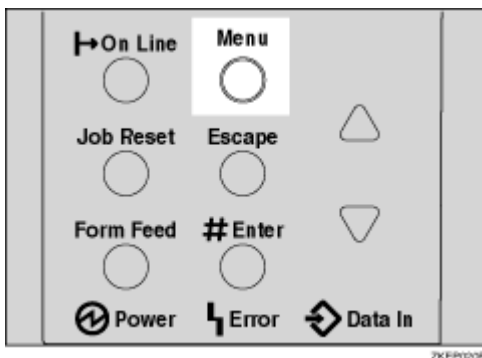 On Line Menu
Job Reset Escape
Form Feed # Enter
Power Error Data In